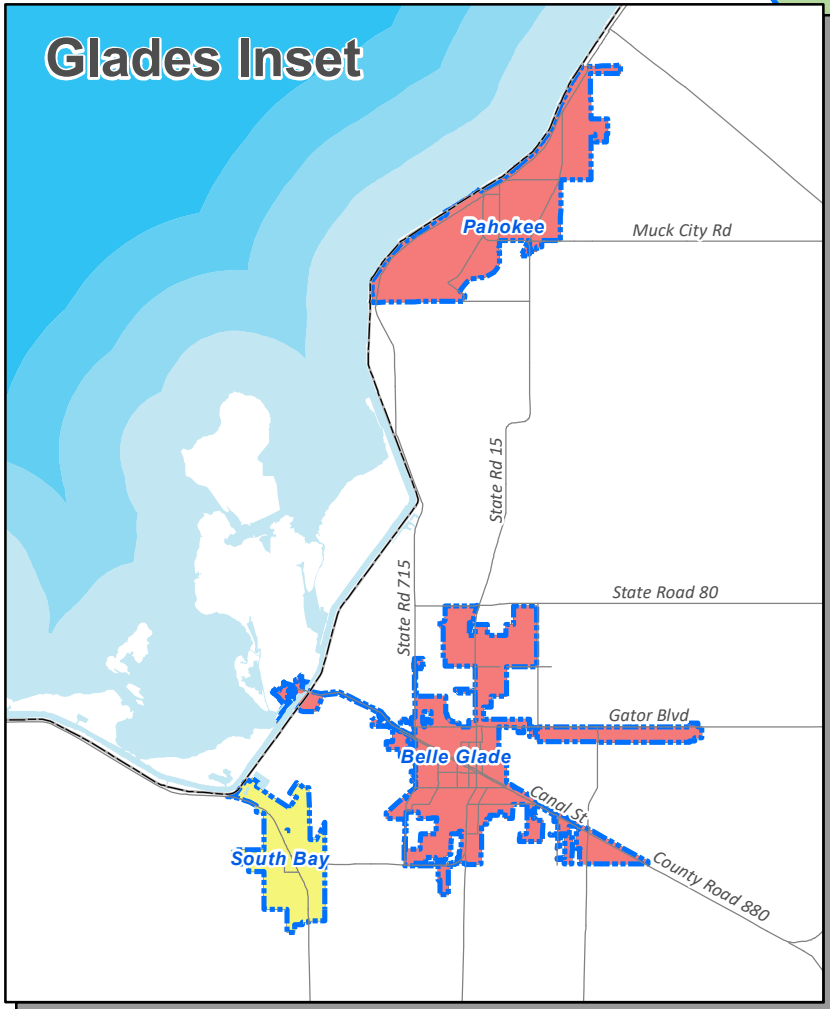 Glades Inset
Pahokee
Muck City Rd
State Rd 15
State Rd 715
State Road 80
Gator Blvd
Belle Glade
Canal St
South Bay
County Road 880